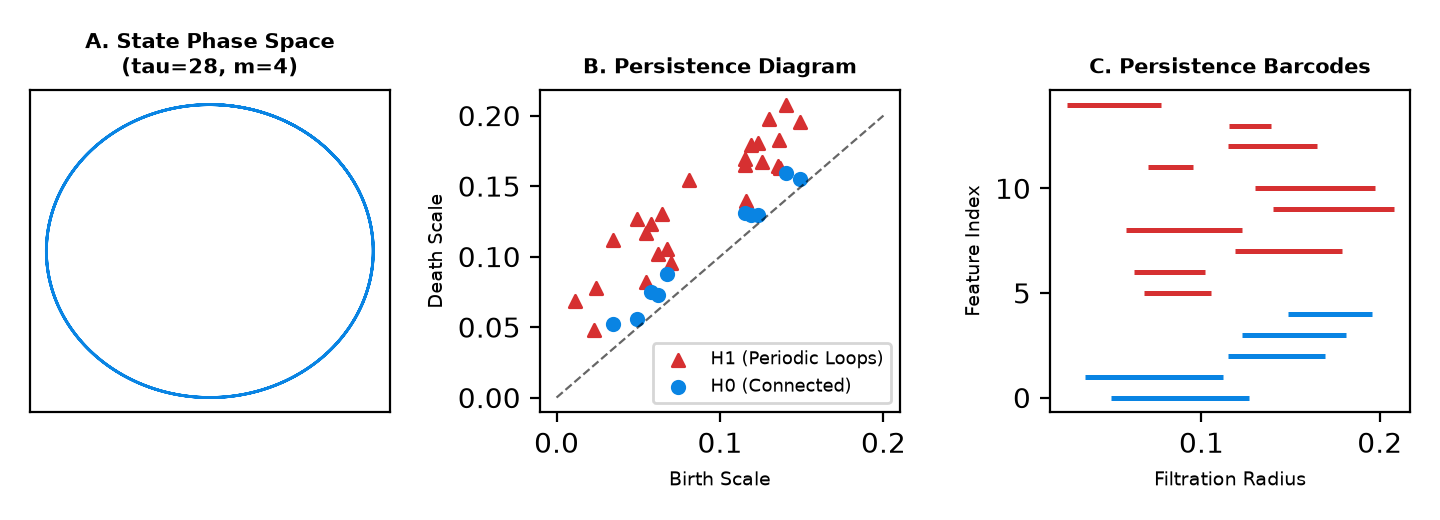 A. State Phase Space
(tau=28, m=4)
B. Persistence Diagram
Death Scale
0.20
0.15
0.10
0.05
0.00
H1 (Periodic Loops)
H0 (Connected)
0.0 0.1 0.2
Birth Scale
C. Persistence Barcodes
Feature Index
10
5
0
0.1 0.2
Filtration Radius